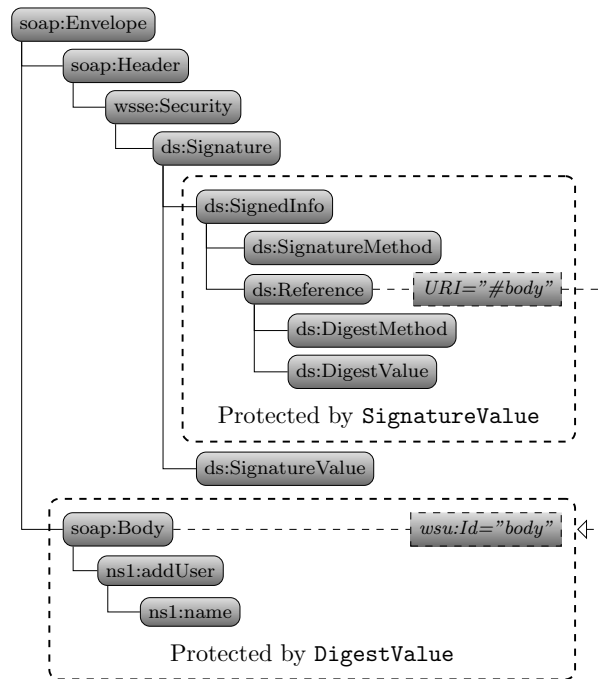 soap:Envelope
soap:Header
wsse:Security
ds:Signature
ds:SignedInfo
ds:SignatureMethod
ds:Reference URI="#body"
ds:DigestMethod
ds:DigestValue
Protected by SignatureValue
ds:SignatureValue
soap:Body wsu:Id="body"
ns1:addUser
ns1:name
Protected by DigestValue